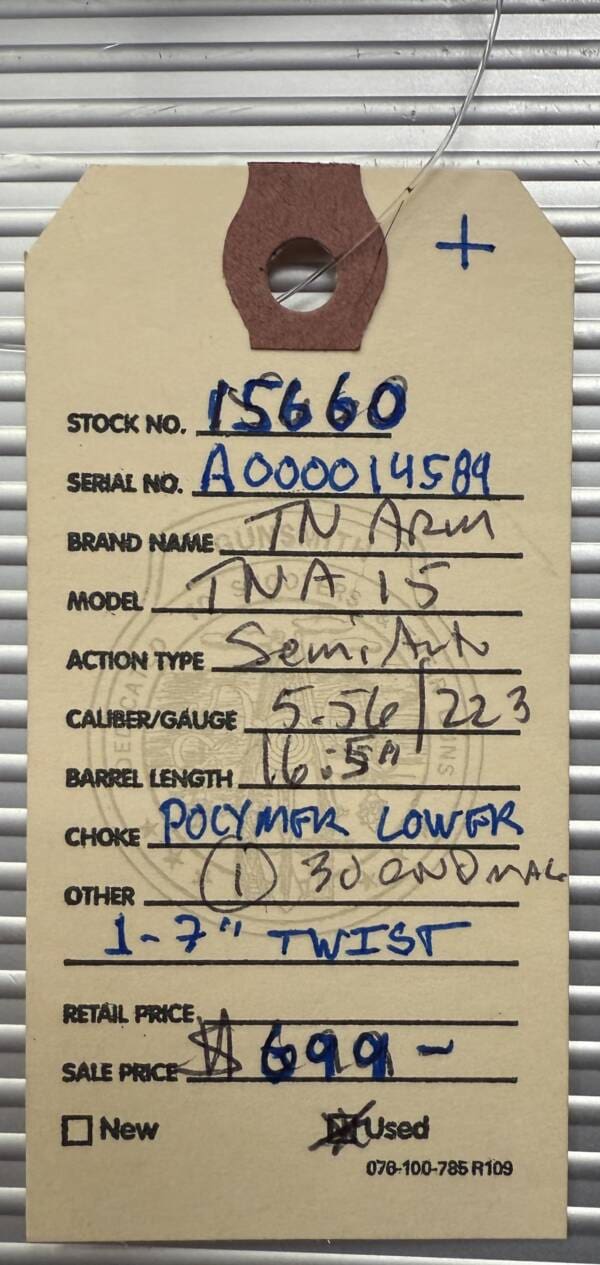 +
STOCK NO. 15660
SERIAL NO. A000014589
BRAND NAME TN ARM
MODEL TNA 15
ACTION TYPE Semi Auto
CALIBER/GAUGE 5.56/223
BARREL LENGTH 16.5"
CHOKE POLYMER LOWER
OTHER (1) 30 RND MAG
1-7" TWIST
RETAIL PRICE
SALE PRICE $699-
New Used
076-100-785 R109